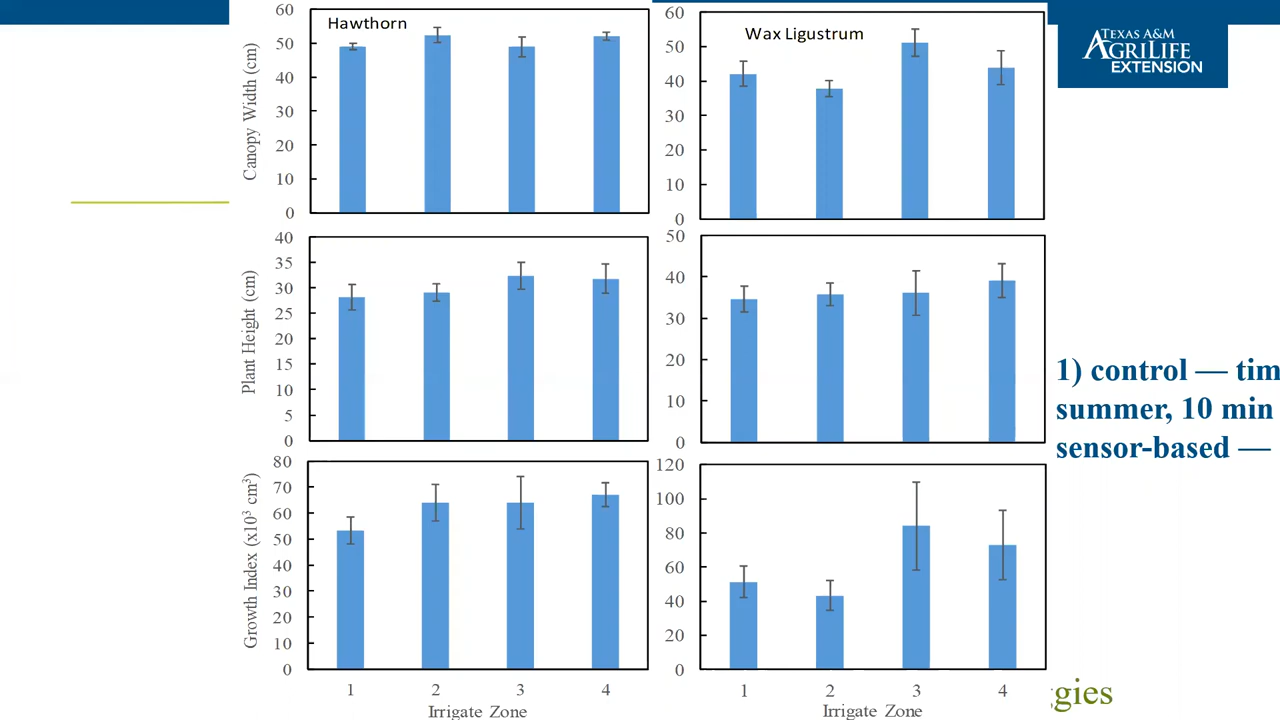 Hawthorn
Canopy Width (cm)
60
50
40
30
20
10
0
Wax Ligustrum
60
50
40
30
20
10
0
TEXAS A&M
AGRILIFE
EXTENSION
Plant Height (cm)
40
35
30
25
20
15
10
5
0
50
40
30
20
10
0
1) control — tim
summer, 10 min
sensor-based —
Growth Index (x10³ cm³)
80
70
60
50
40
30
20
10
0
1 2 3 4
Irrigate Zone
120
100
80
60
40
20
0
1 2 3 4
Irrigate Zone
ggies